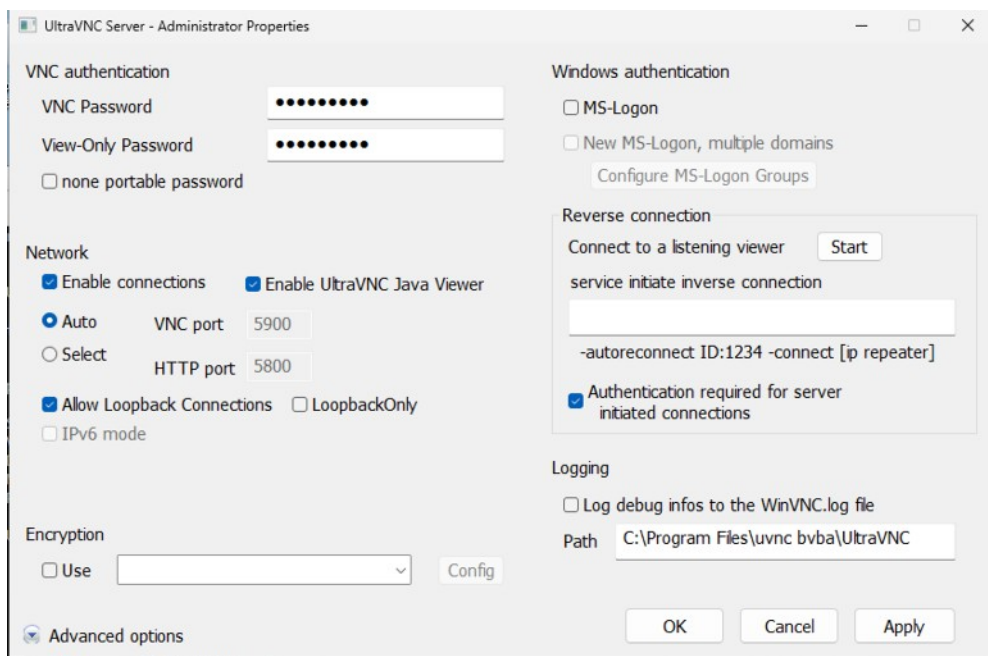 UltraVNC Server - Administrator Properties
VNC authentication
VNC Password
•••••••••
View-Only Password
•••••••••
none portable password
Network
Enable connections
Enable UltraVNC Java Viewer
Auto
VNC port
5900
Select
HTTP port
5800
Allow Loopback Connections
LoopbackOnly
IPv6 mode
Encryption
Use
Config
Advanced options
Windows authentication
MS-Logon
New MS-Logon, multiple domains
Configure MS-Logon Groups
Reverse connection
Connect to a listening viewer
Start
service initiate inverse connection
-autoreconnect ID:1234 -connect [ip repeater]
Authentication required for server
initiated connections
Logging
Log debug infos to the WinVNC.log file
Path
C:\Program Files\uvnc bvba\UltraVNC
OK
Cancel
Apply